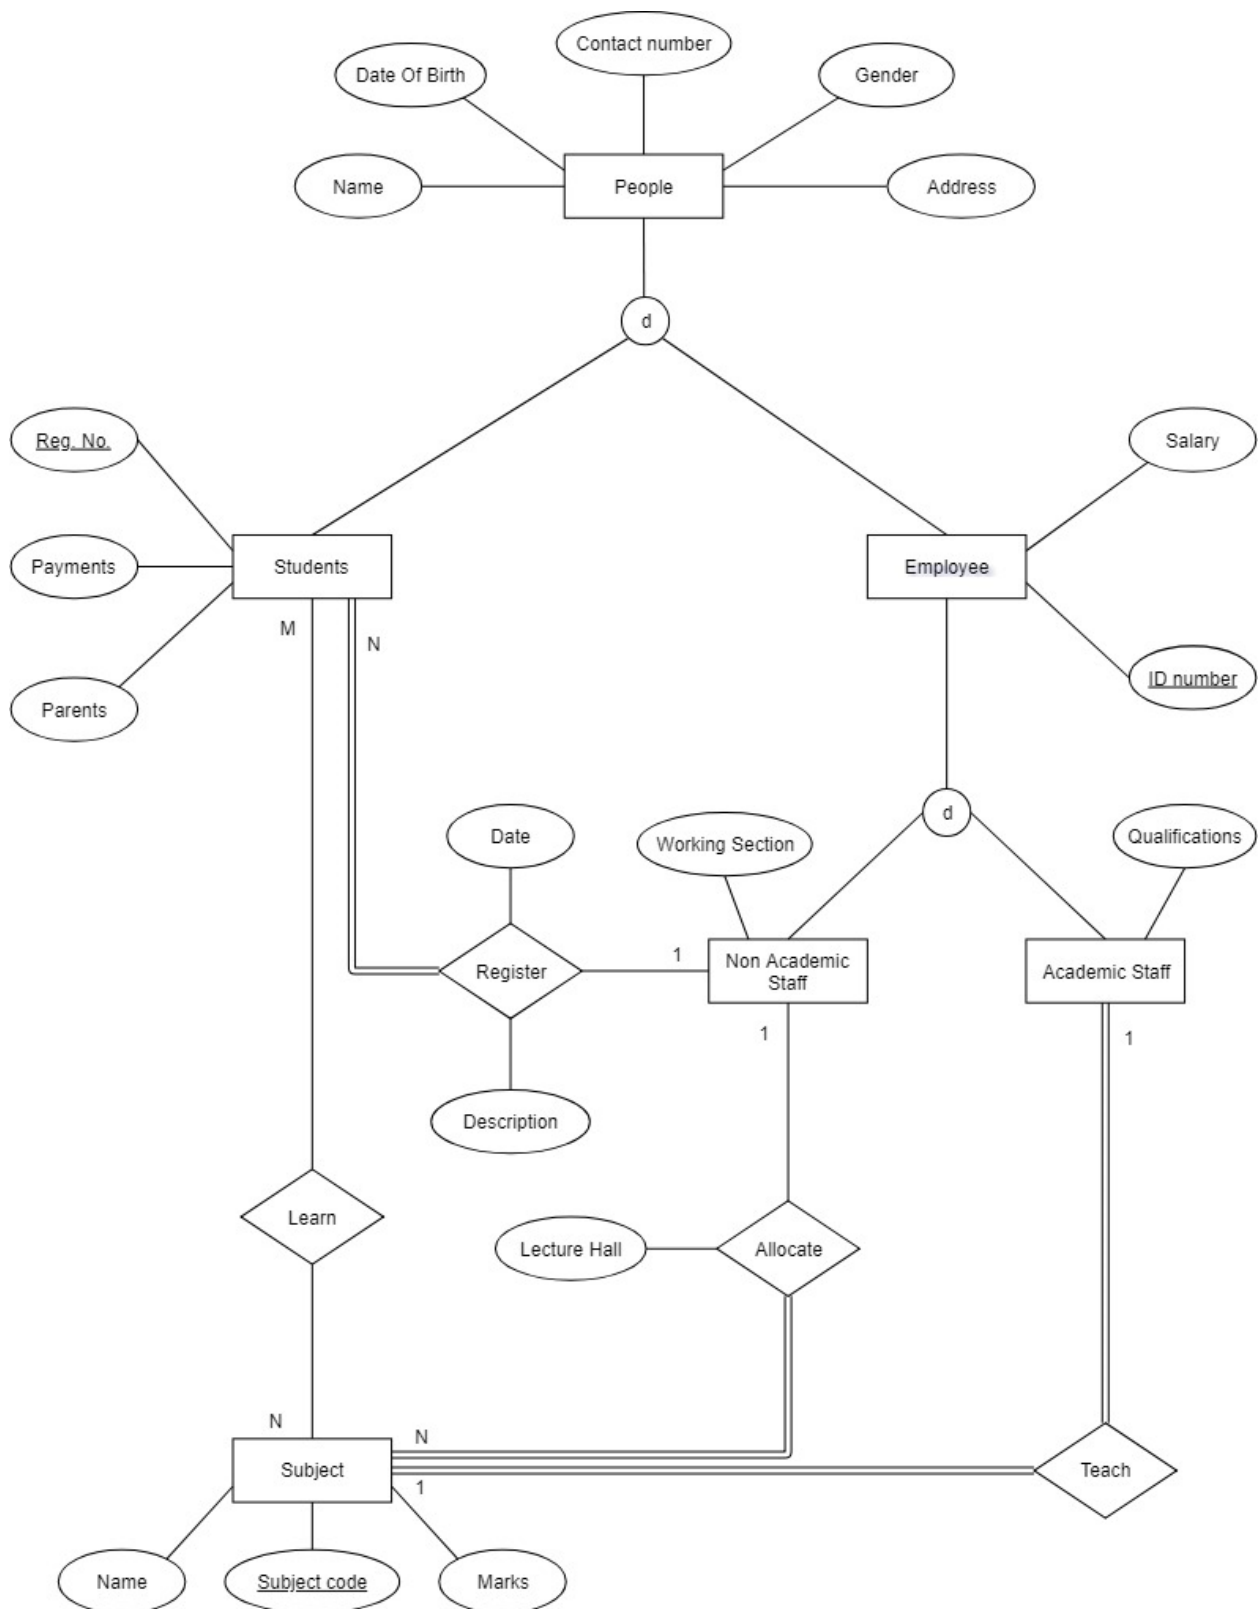 Contact number
Date Of Birth
Gender
Name
People
Address
d
Reg. No.
Salary
Payments
Students
Employee
M
N
ID number
Parents
d
Date
Working Section
Qualifications
Register
1
Non Academic
Staff
Academic Staff
1
1
Description
Learn
Lecture Hall
Allocate
N
N
Subject
1
Teach
Name
Subject code
Marks